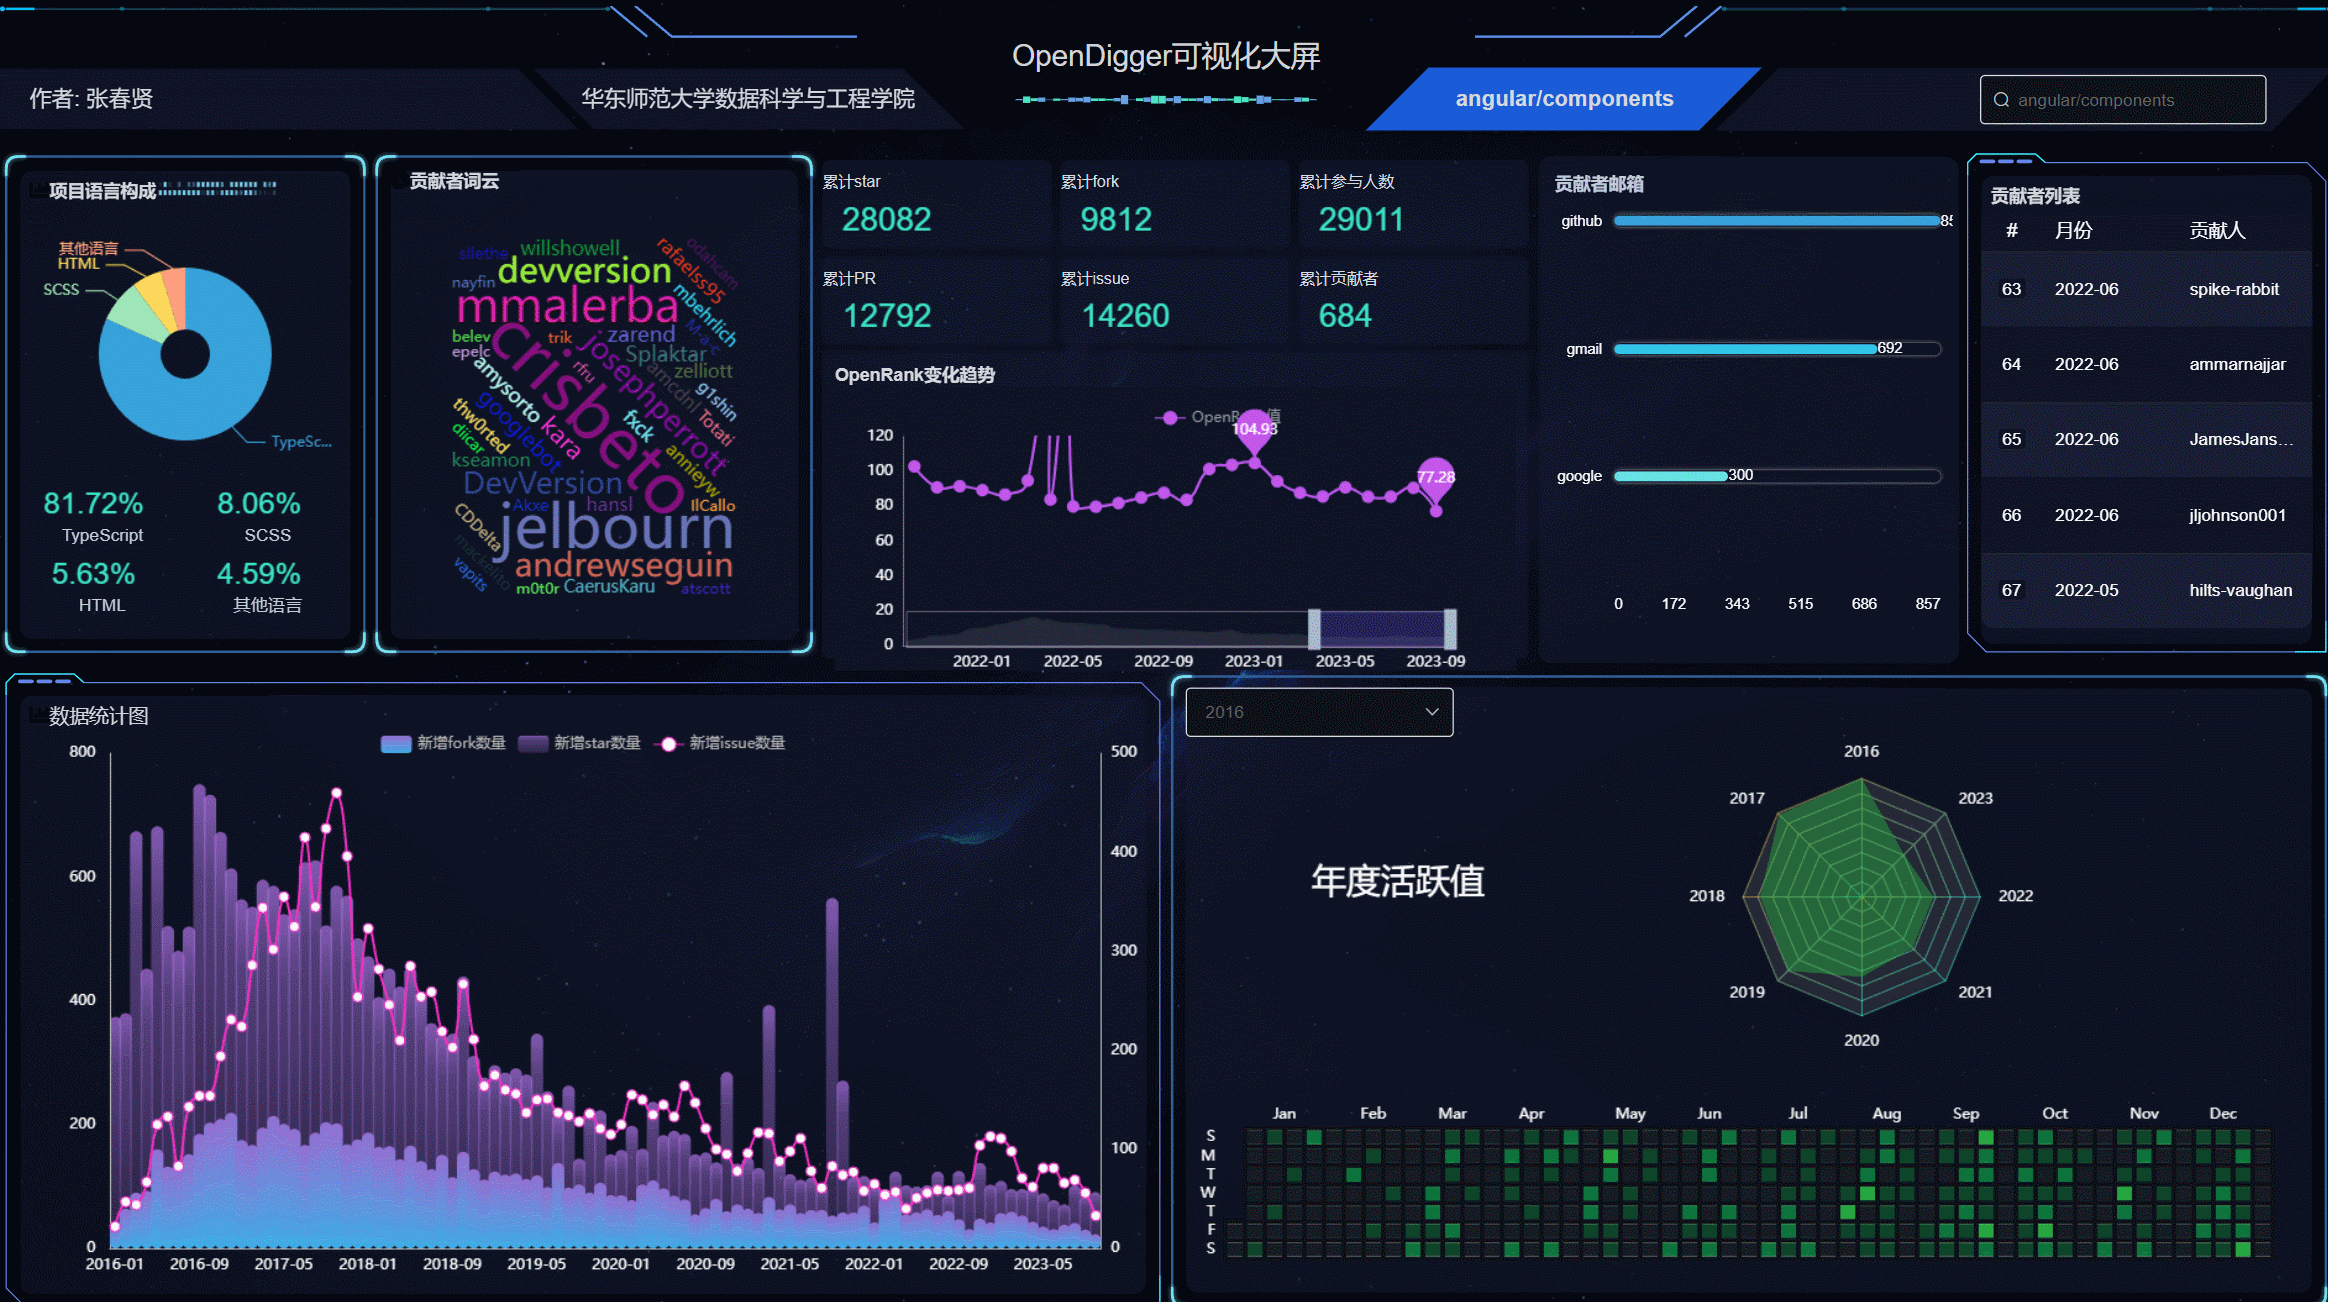 OpenDigger可视化大屏
作者: 张春贤
华东师范大学数据科学与工程学院
angular/components
angular/components
项目语言构成
其他语言
HTML
SCSS
TypeSc...
81.72%
TypeScript
8.06%
SCSS
5.63%
HTML
4.59%
其他语言
贡献者词云
sllethe
willshowell
rafaelss95
odahcam
nayfin
devversion
mmalerba
mbehrlich
M-a-c
belev
epelc
trik
zarend
josephperrott
Splaktar
zelliott
crisbeto
rfru
amcdnl
g1shin
amysorto
googlebot
fxck
Totati
thw0rted
diicar
kara
annieyw
kseamon
DevVersion
Akxe
hansl
IlCallo
CDDelta
jelbourn
mackelito
vapits
andrewseguin
m0t0r
CaerusKaru
atscott
累计star
28082
累计fork
9812
累计参与人数
29011
累计PR
12792
累计issue
14260
累计贡献者
684
OpenRank变化趋势
104.93
77.28
120
100
80
60
40
20
0
2022-01 2022-05 2022-09 2023-01 2023-05 2023-09
贡献者邮箱
github
gmail 692
google 300
0 172 343 515 686 857
贡献者列表
# 月份 贡献人
63 2022-06 spike-rabbit
64 2022-06 ammarnajjar
65 2022-06 JamesJans...
66 2022-06 jljohnson001
67 2022-05 hilts-vaughan
数据统计图
新增fork数量 新增star数量 新增issue数量
800
600
400
200
0
500
400
300
200
100
0
2016-01 2016-09 2017-05 2018-01 2018-09 2019-05 2020-01 2020-09 2021-05 2022-01 2022-09 2023-05
2016
年度活跃值
2016
2017
2023
2018
2022
2019
2021
2020
Jan Feb Mar Apr May Jun Jul Aug Sep Oct Nov Dec
S
M
T
W
T
F
S